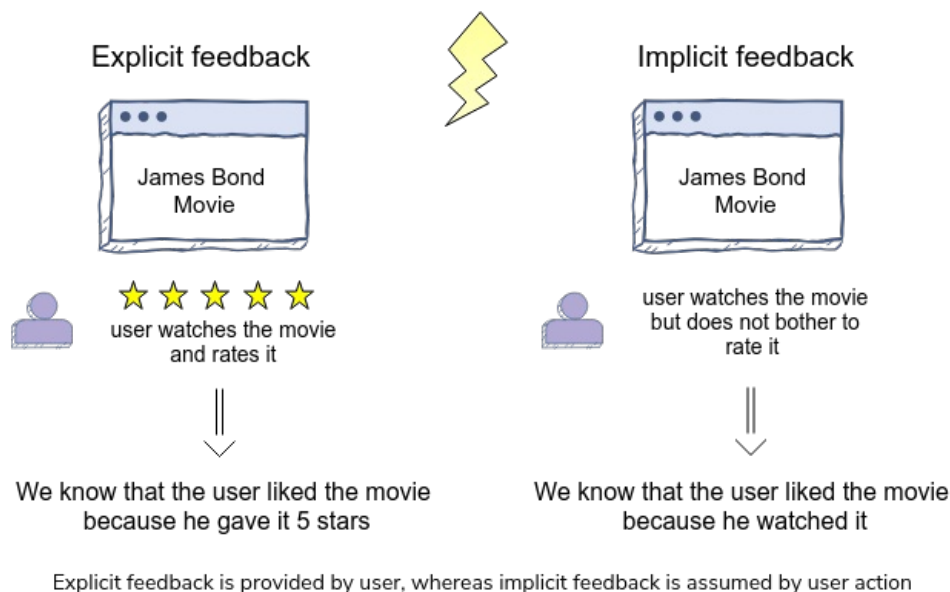 Explicit feedback
James Bond
Movie
user watches the movie
and rates it
We know that the user liked the movie
because he gave it 5 stars
Implicit feedback
James Bond
Movie
user watches the movie
but does not bother to
rate it
We know that the user liked the movie
because he watched it
Explicit feedback is provided by user, whereas implicit feedback is assumed by user action